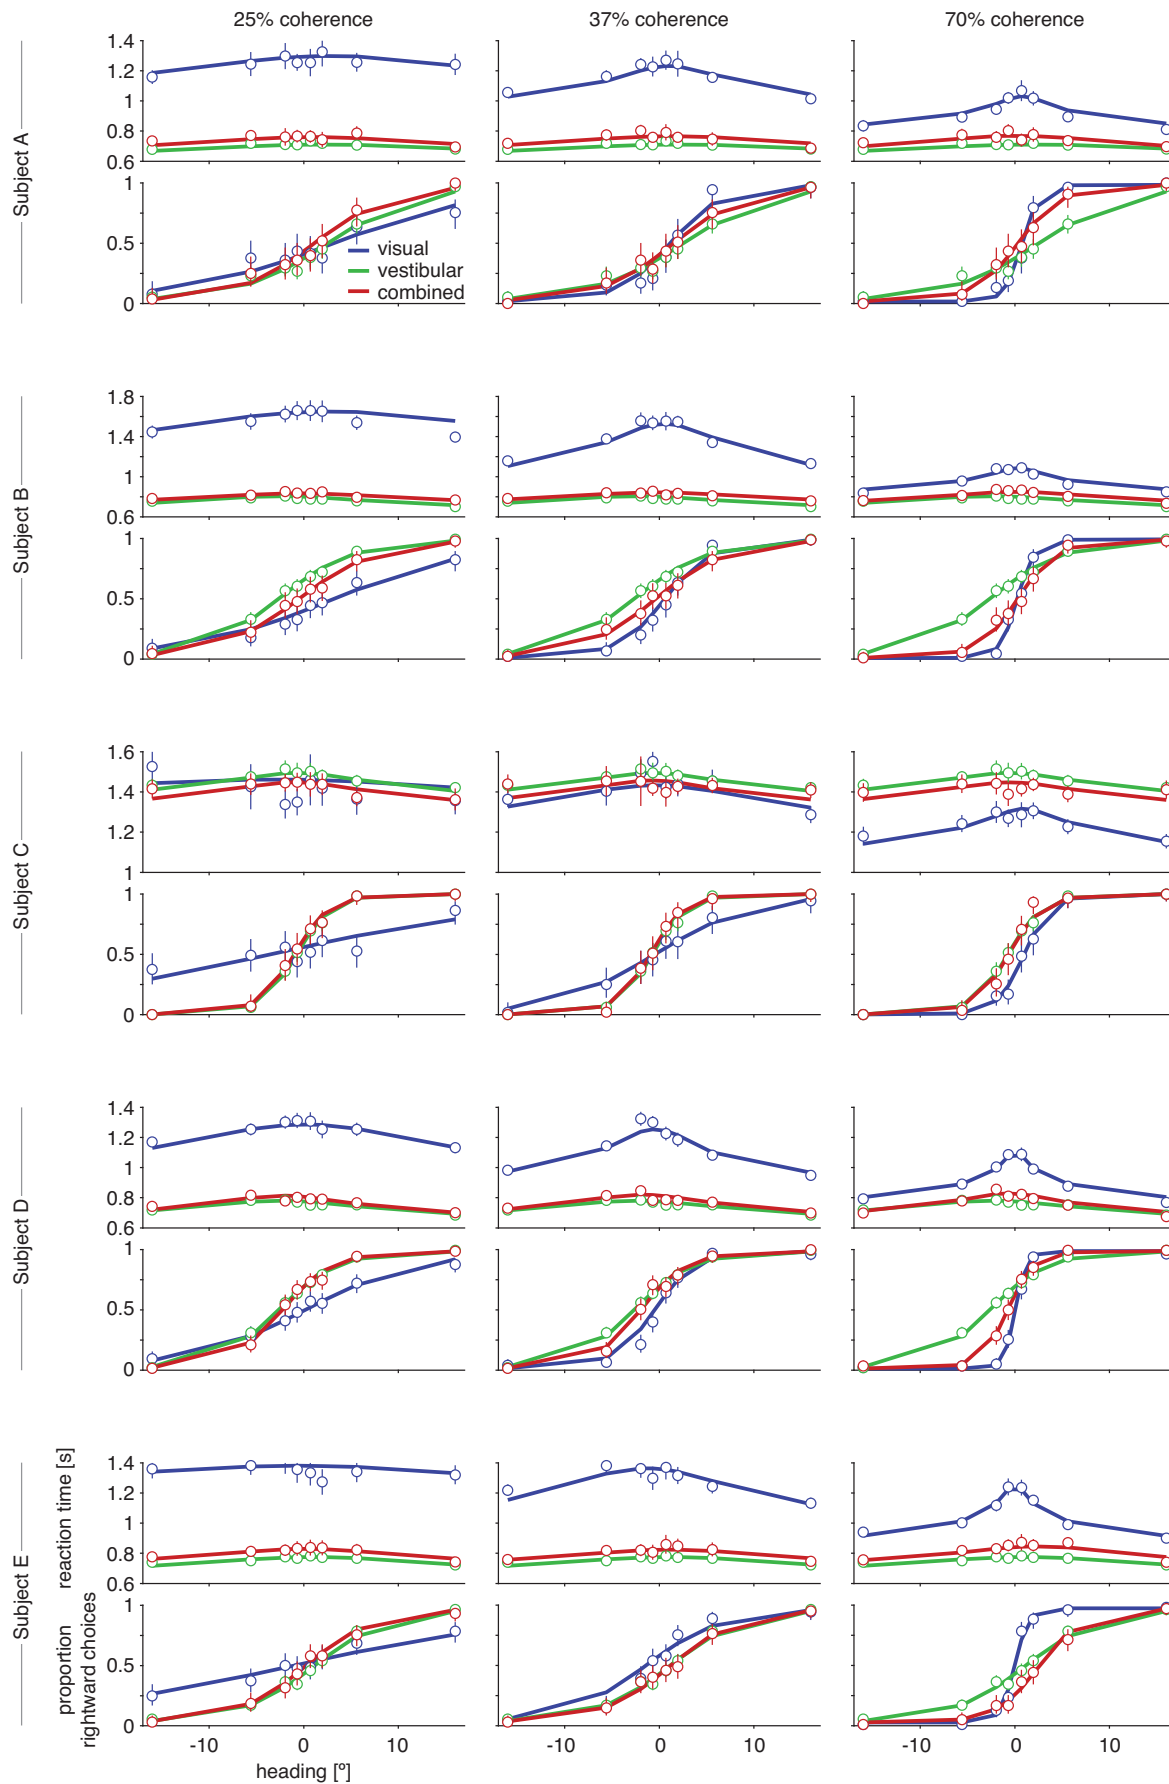 25% coherence 37% coherence 70% coherence
Subject A
1.4
1.2
1
0.8
0.6
1
0.5
0
visual
vestibular
combined
Subject B
1.8
1.4
1
0.6
1
0.5
0
Subject C
1.6
1.4
1.2
1
1
0.5
0
Subject D
1.4
1.2
1
0.8
0.6
1
0.5
0
Subject E
reaction time [s]
1.4
1.2
1
0.8
0.6
proportion
rightward choices
1
0.5
0
-10 0 10 -10 0 10 -10 0 10
heading [º]